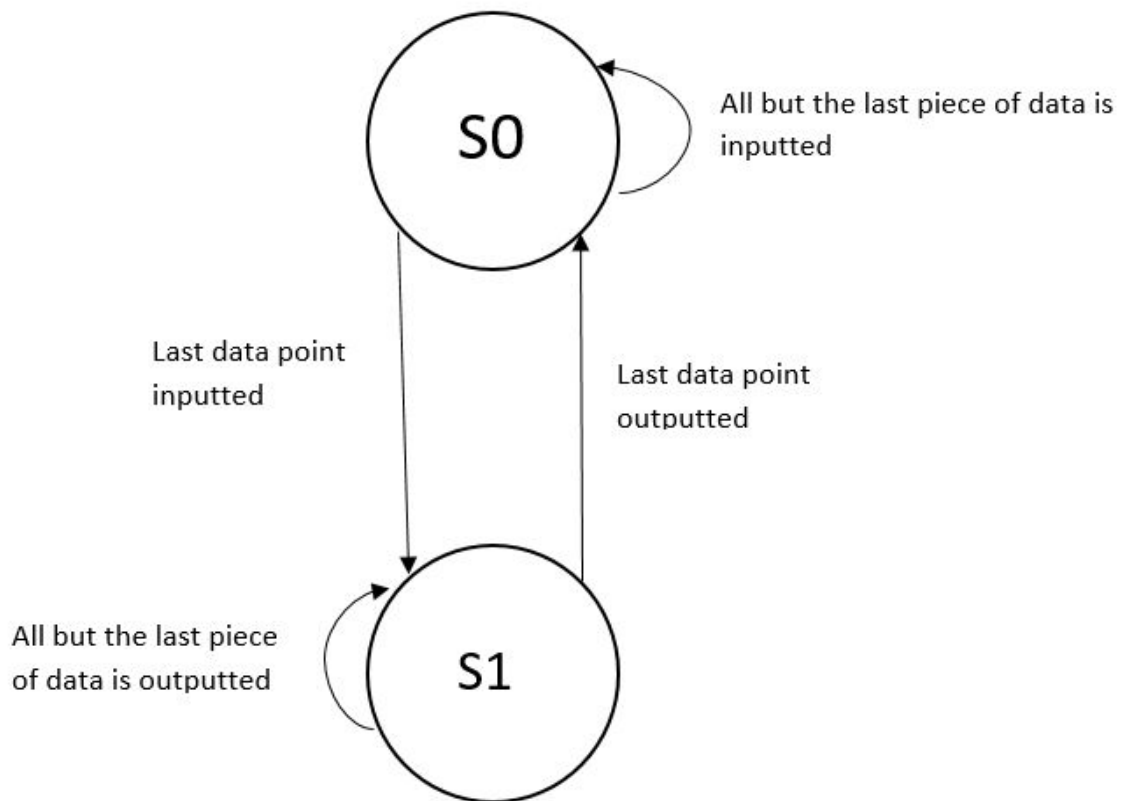 S0
All but the last piece of data is
inputted
Last data point
inputted
Last data point
outputted
All but the last piece
of data is outputted
S1